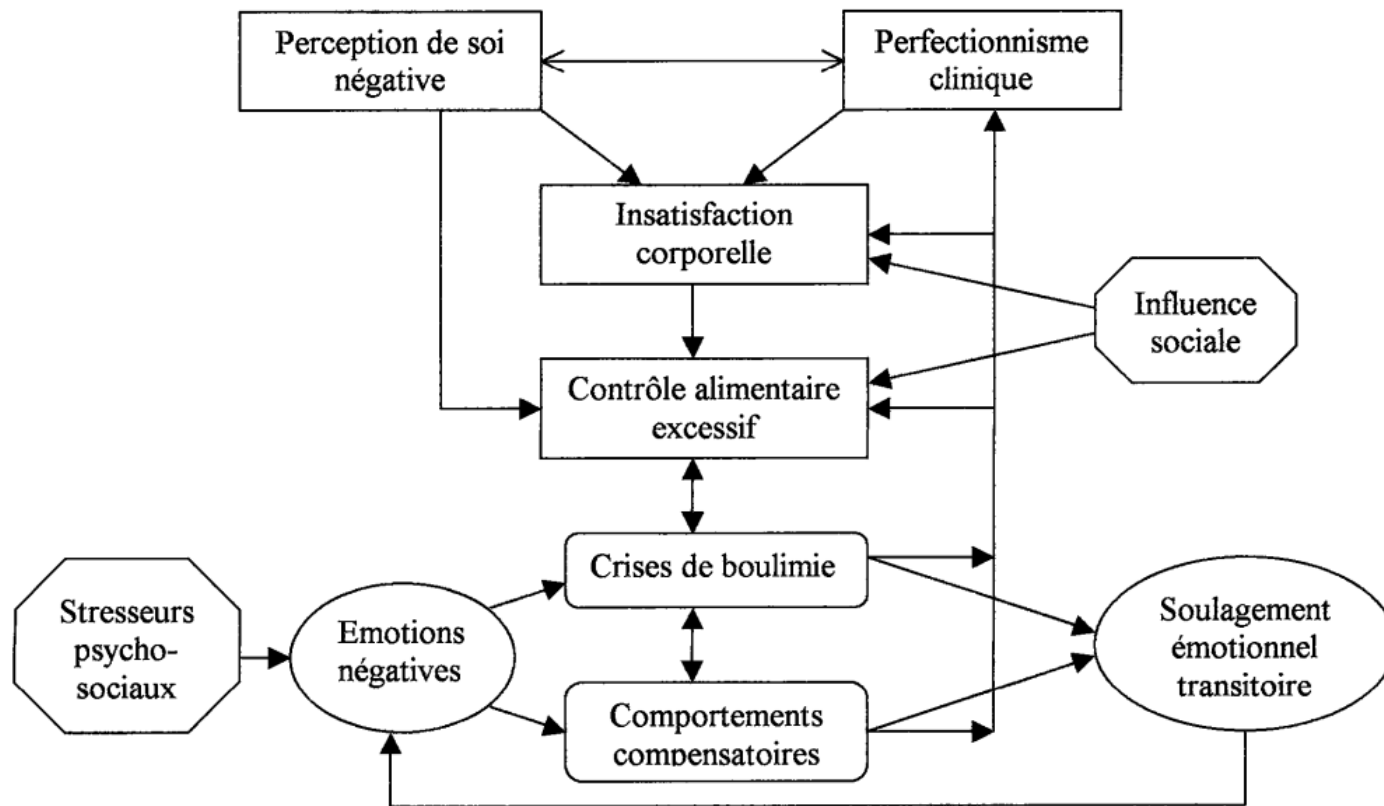 Perception de soi
négative
Perfectionnisme
clinique
Insatisfaction
corporelle
Influence
sociale
Contrôle alimentaire
excessif
Crises de boulimie
Stresseurs
psycho-
sociaux
Emotions
négatives
Soulagement
émotionnel
transitoire
Comportements
compensatoires